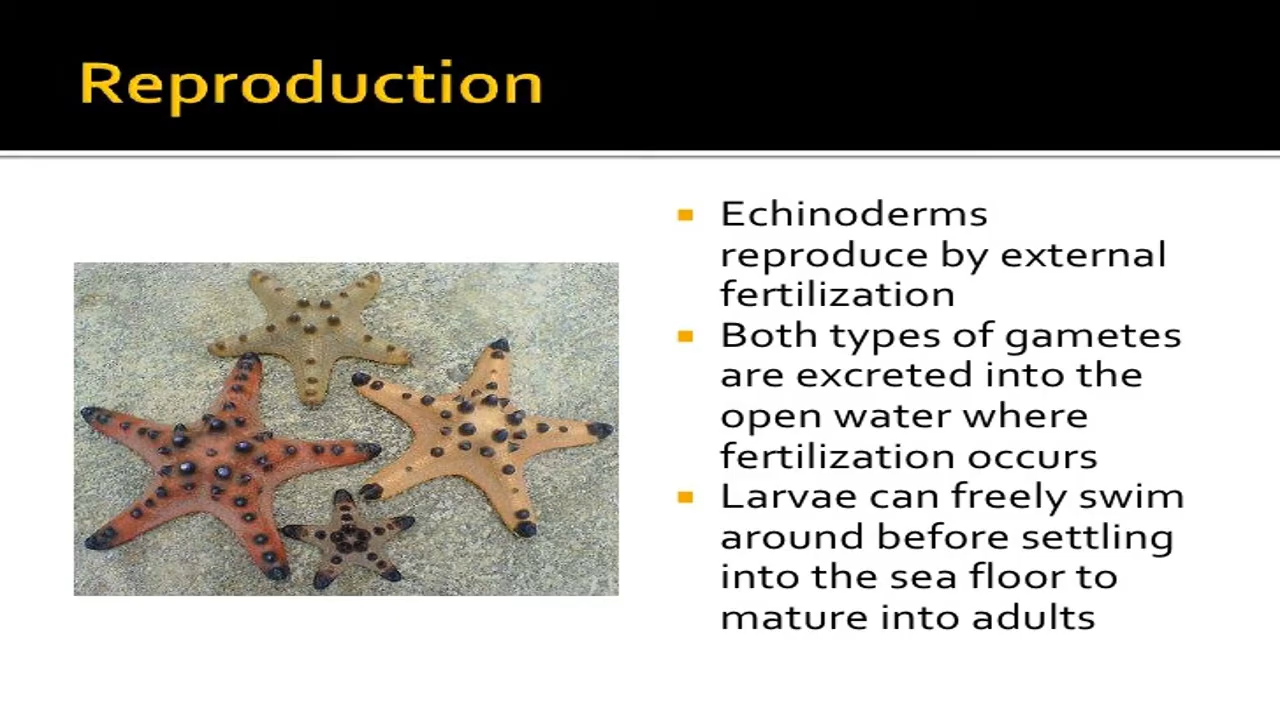 Reproduction
Echinoderms
reproduce by external
fertilization
Both types of gametes
are excreted into the
open water where
fertilization occurs
Larvae can freely swim
around before settling
into the sea floor to
mature into adults